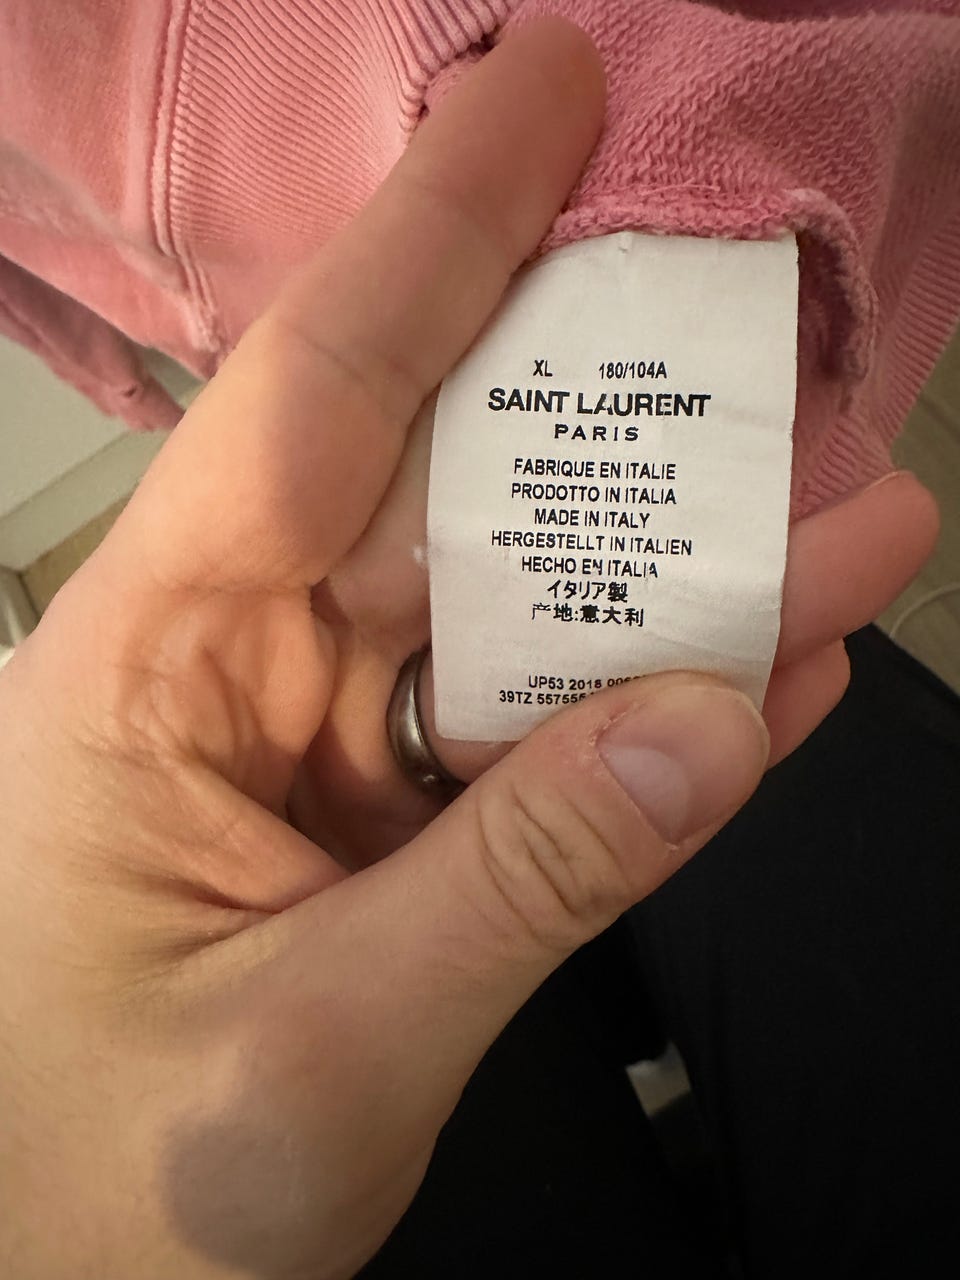 XL 180/104A
SAINT LAURENT
PARIS
FABRIQUE EN ITALIE
PRODOTTO IN ITALIA
MADE IN ITALY
HERGESTELLT IN ITALIEN
HECHO EN ITALIA
イタリア製
产地:意大利
UP53 2018
39TZ